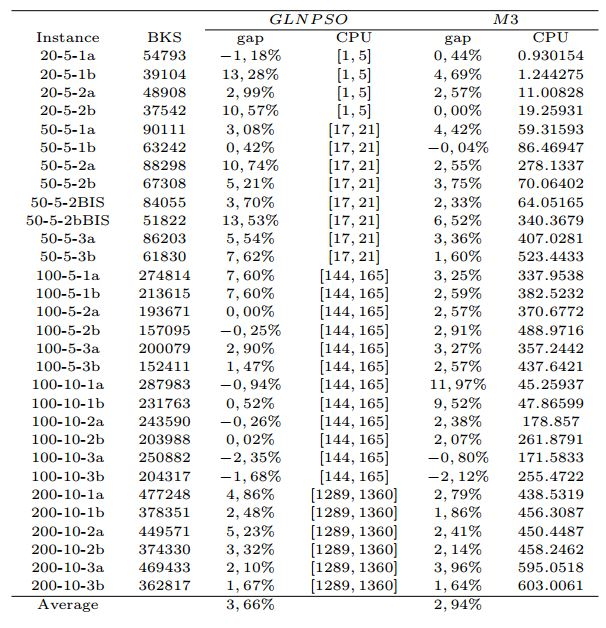 GLNPSO M3
Instance BKS gap CPU gap CPU
20-5-1a 54793 −1,18% [1,5] 0,44% 0.930154
20-5-1b 39104 13,28% [1,5] 4,69% 1.244275
20-5-2a 48908 2,99% [1,5] 2,57% 11.00828
20-5-2b 37542 10,57% [1,5] 0,00% 19.25931
50-5-1a 90111 3,08% [17,21] 4,42% 59.31593
50-5-1b 63242 0,42% [17,21] −0,04% 86.46947
50-5-2a 88298 10,74% [17,21] 2,55% 278.1337
50-5-2b 67308 5,21% [17,21] 3,75% 70.06402
50-5-2BIS 84055 3,70% [17,21] 2,33% 64.05165
50-5-2bBIS 51822 13,53% [17,21] 6,52% 340.3679
50-5-3a 86203 5,54% [17,21] 3,36% 407.0281
50-5-3b 61830 7,62% [17,21] 1,60% 523.4433
100-5-1a 274814 7,60% [144,165] 3,25% 337.9538
100-5-1b 213615 7,60% [144,165] 2,59% 382.5232
100-5-2a 193671 0,00% [144,165] 2,57% 370.6772
100-5-2b 157095 −0,25% [144,165] 2,91% 488.9716
100-5-3a 200079 2,90% [144,165] 3,27% 357.2442
100-5-3b 152411 1,47% [144,165] 2,57% 437.6421
100-10-1a 287983 −0,94% [144,165] 11,97% 45.25937
100-10-1b 231763 0,52% [144,165] 9,52% 47.86599
100-10-2a 243590 −0,26% [144,165] 2,38% 178.857
100-10-2b 203988 0,02% [144,165] 2,07% 261.8791
100-10-3a 250882 −2,35% [144,165] −0,80% 171.5833
100-10-3b 204317 −1,68% [144,165] −2,12% 255.4722
200-10-1a 477248 4,86% [1289,1360] 2,79% 438.5319
200-10-1b 378351 2,48% [1289,1360] 1,86% 456.3087
200-10-2a 449571 5,23% [1289,1360] 2,41% 450.4487
200-10-2b 374330 3,32% [1289,1360] 2,14% 458.2462
200-10-3a 469433 2,10% [1289,1360] 3,96% 595.0518
200-10-3b 362817 1,67% [1289,1360] 1,64% 603.0061
Average 3,66% 2,94%